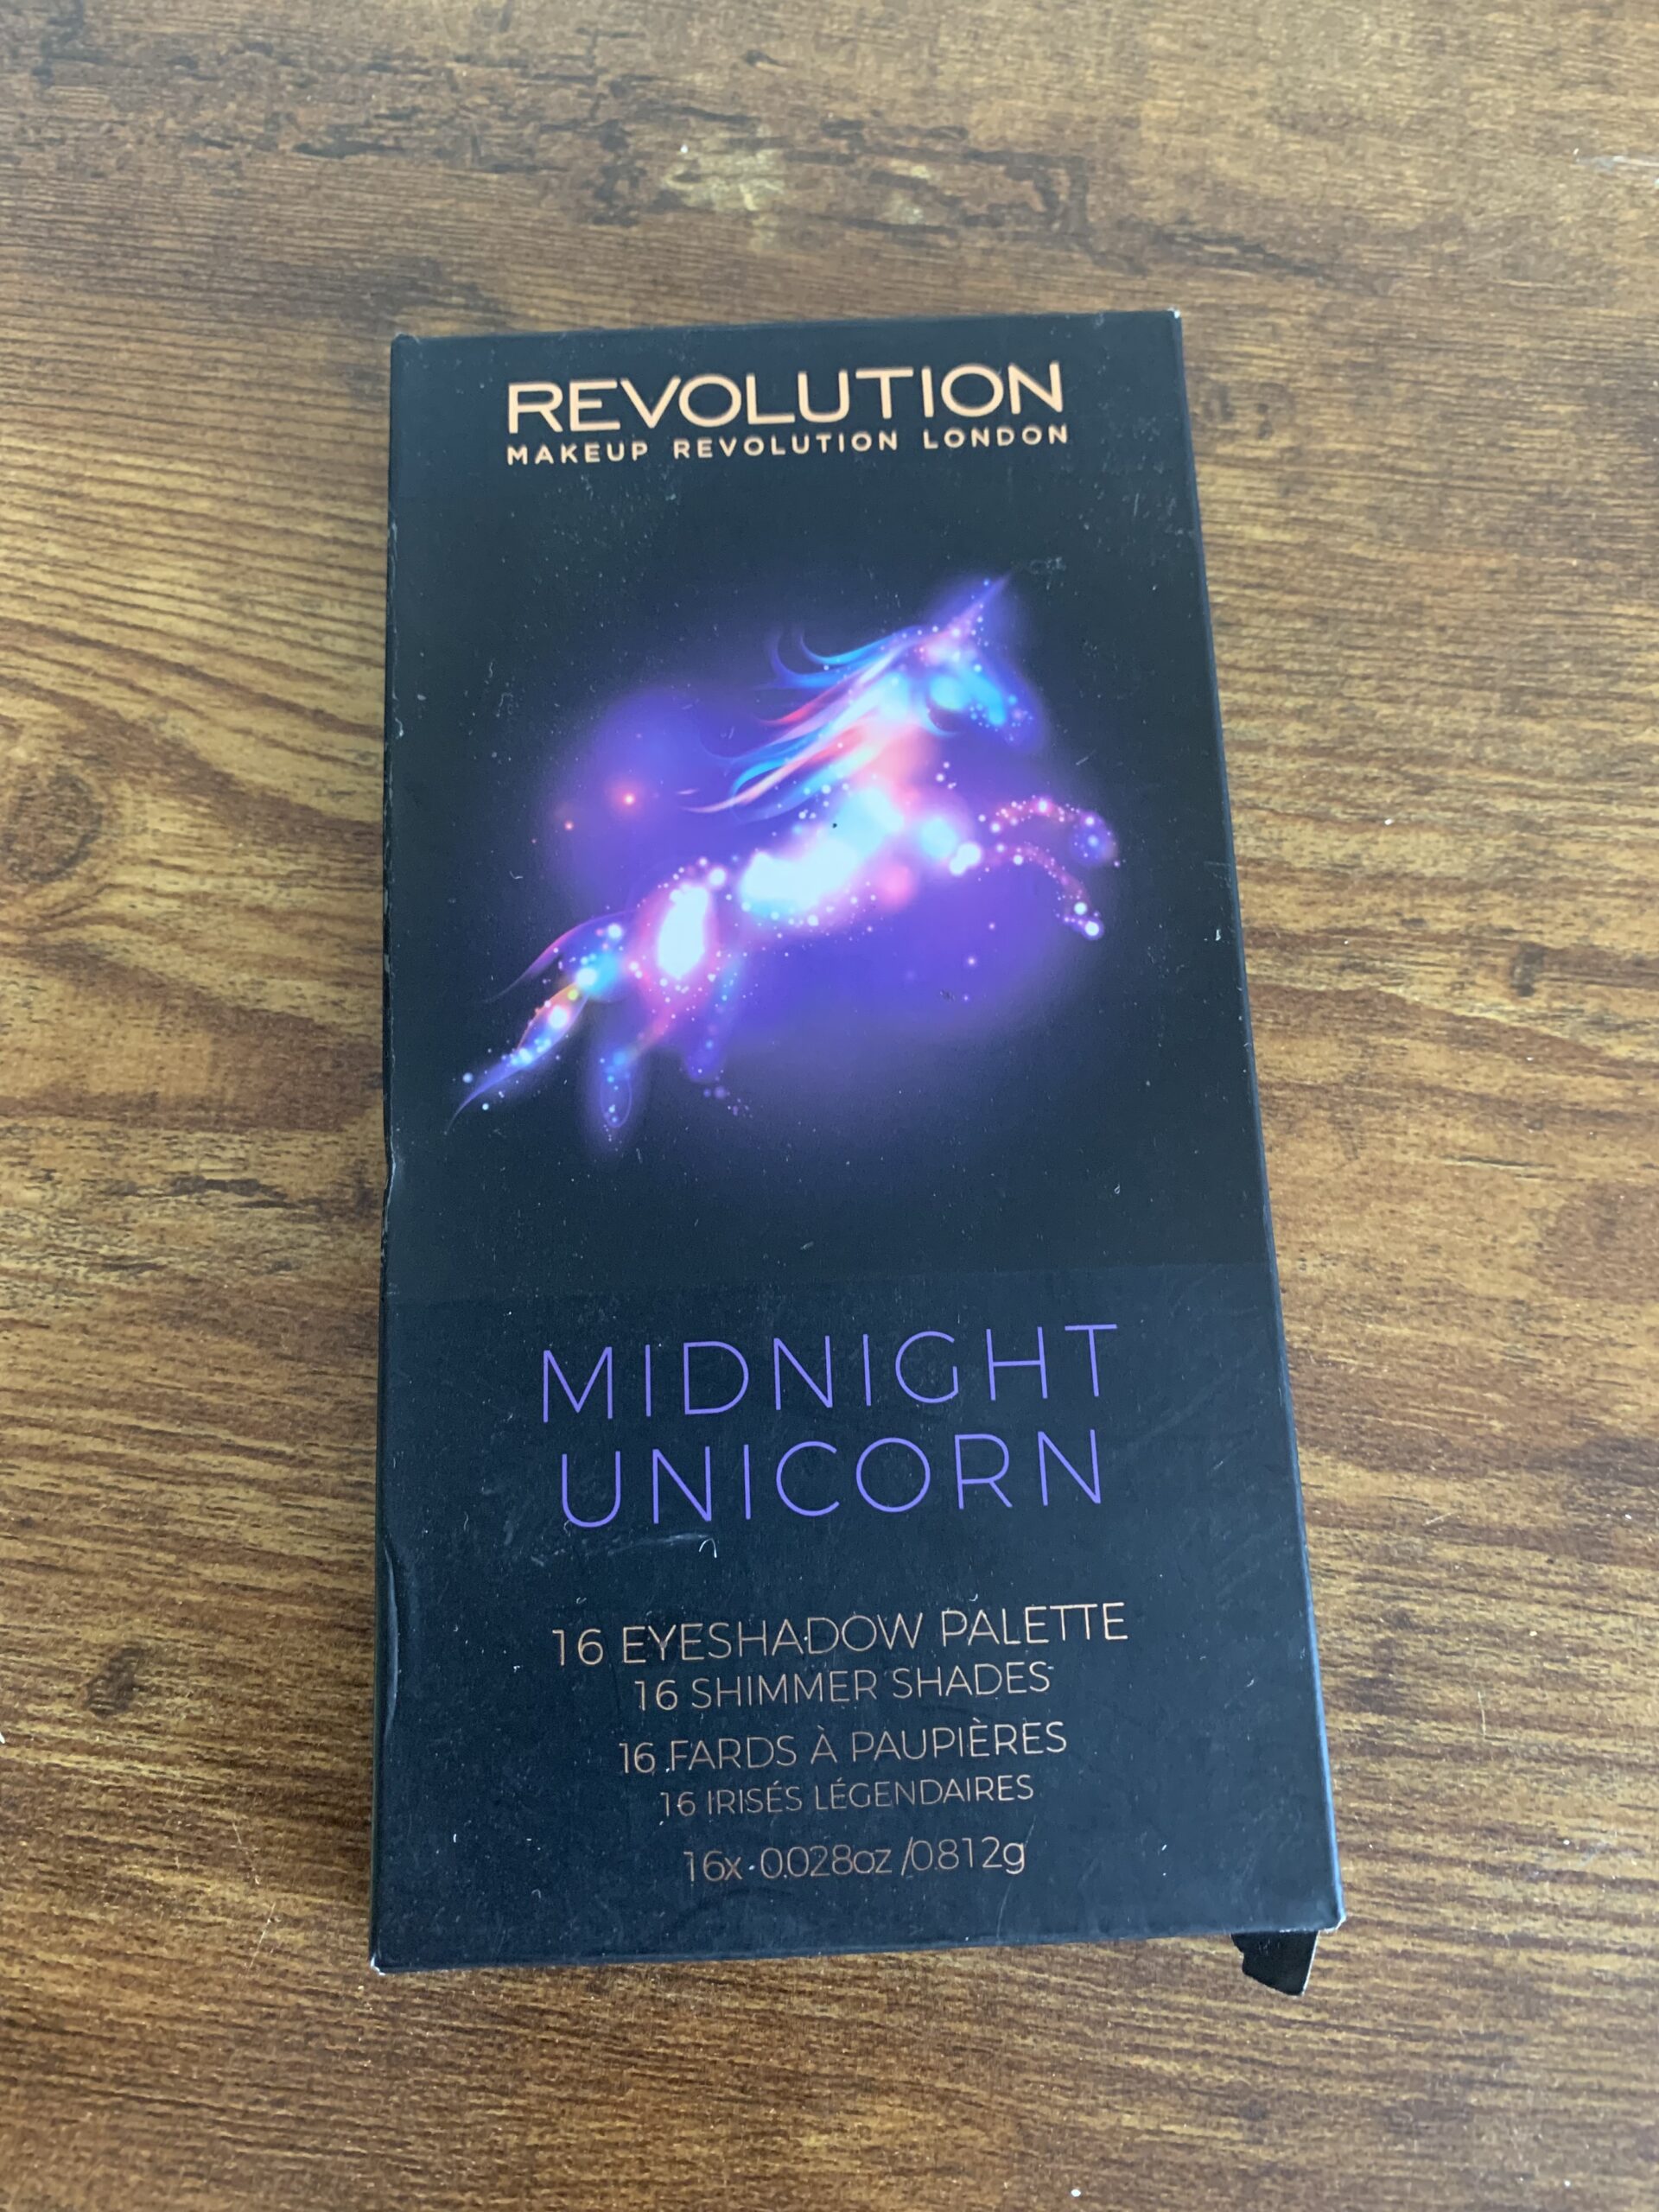 REVOLUTION
MAKEUP REVOLUTION LONDON
MIDNIGHT
UNICORN
16 EYESHADOW PALETTE
16 SHIMMER SHADES
16 FARDS À PAUPIÈRES
16 IRISÉS LÉGENDAIRES
16x 0.028oz /0.812g